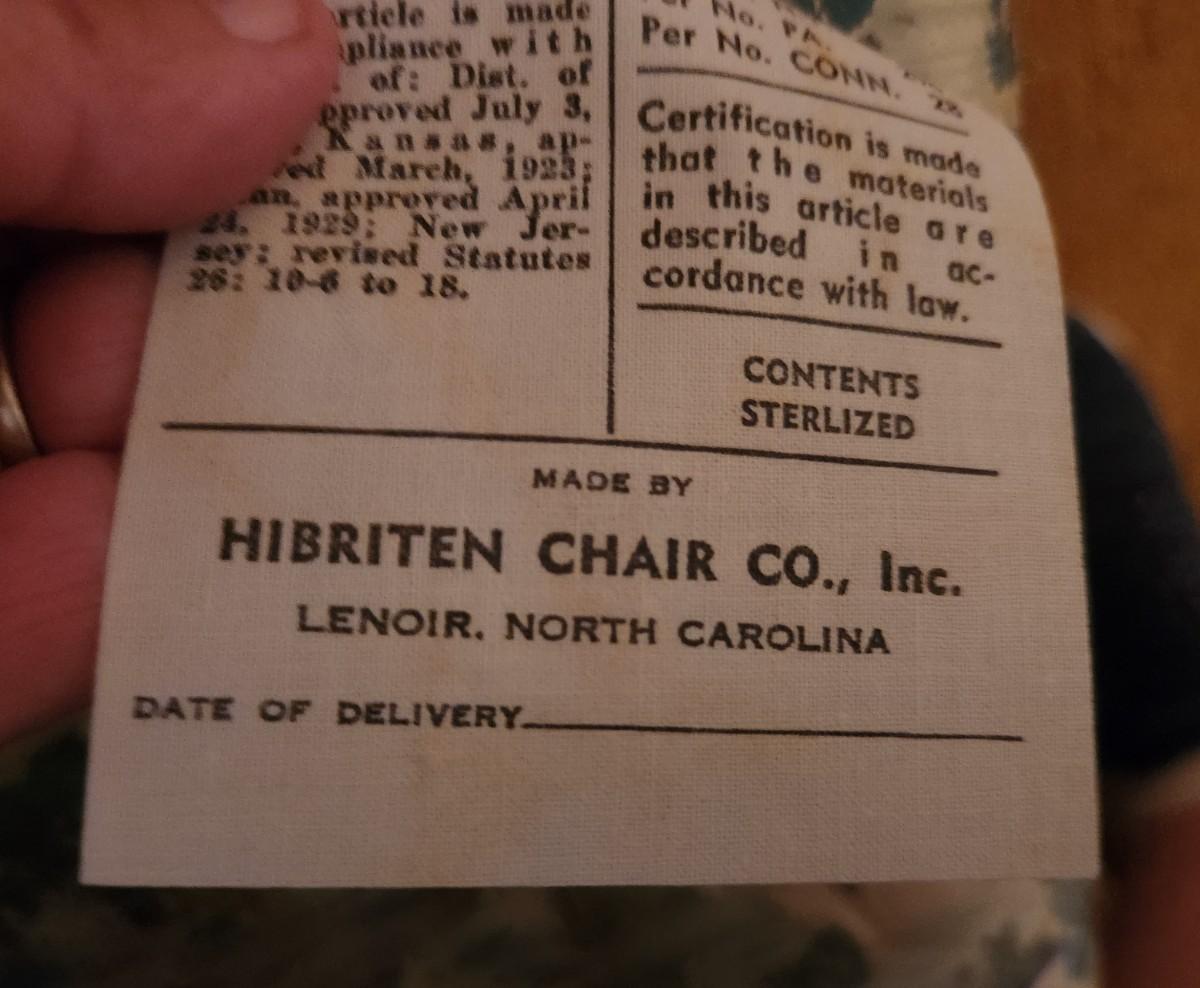 rticle is made
pliance with
of: Dist. of
pproved July 3,
Kansas, ap-
ved March, 1923;
an, approved April
24, 1929; New Jer-
sey; revised Statutes
26: 10-6 to 18.
No. PA.
Per No. CONN. 28
Certification is made
that the materials
in this article are
described in ac-
cordance with law.
CONTENTS
STERLIZED
MADE BY
HIBRITEN CHAIR CO., Inc.
LENOIR, NORTH CAROLINA
DATE OF DELIVERY